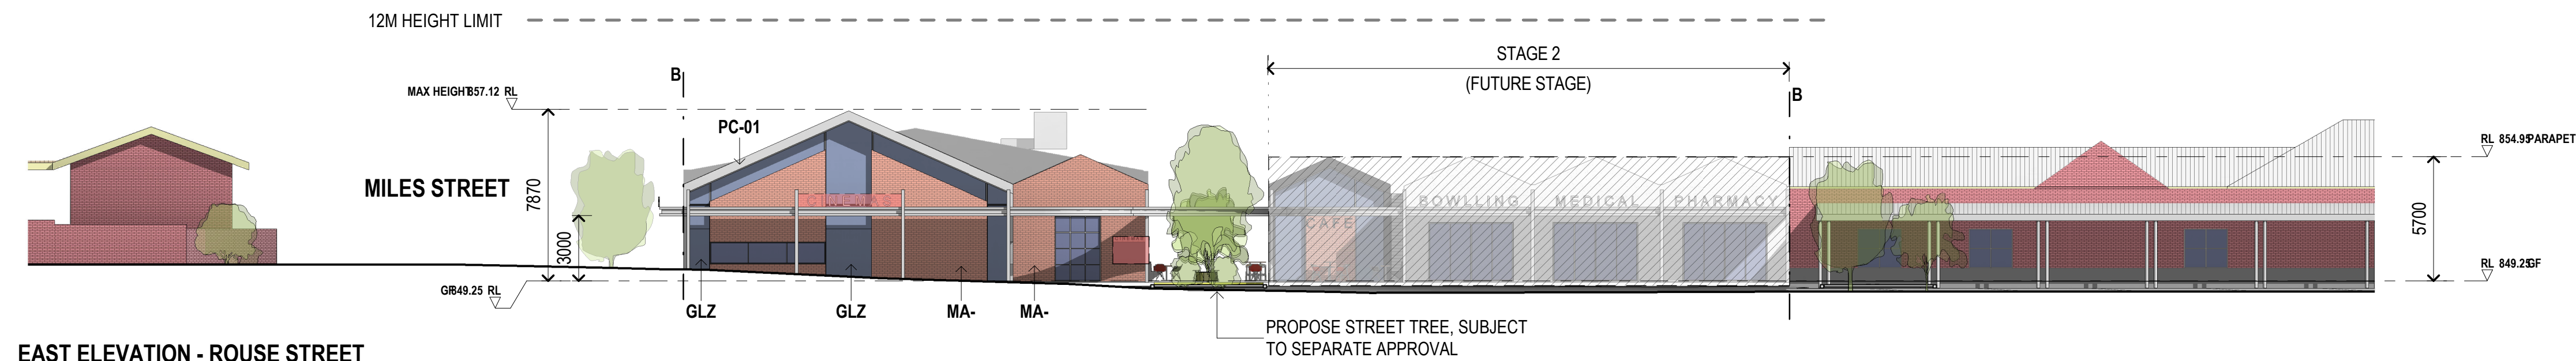 12M HEIGHT LIMIT
STAGE 2
(FUTURE STAGE)
B
B
MAX HEIGHT 857.12 RL
PC-01
RL 854.95 PARAPET
MILES STREET
7870
3000
CINEMAS
CAFE
BOWLLING
MEDICAL
PHARMACY
5700
GF 849.25 RL
RL 849.25 GF
GLZ
GLZ
MA-
MA-
PROPOSE STREET TREE, SUBJECT
TO SEPARATE APPROVAL
EAST ELEVATION - ROUSE STREET